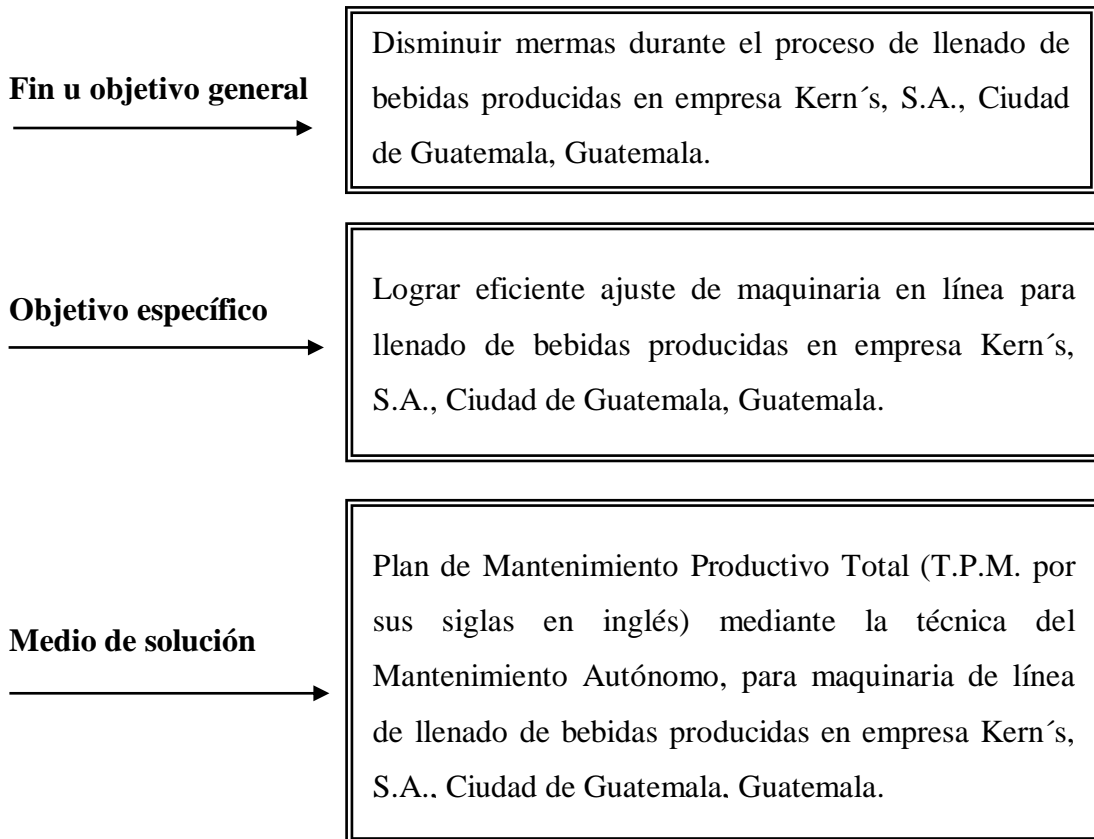 Fin u objetivo general
Disminuir mermas durante el proceso de llenado de
bebidas producidas en empresa Kern´s, S.A., Ciudad
de Guatemala, Guatemala.
Objetivo específico
Lograr eficiente ajuste de maquinaria en línea para
llenado de bebidas producidas en empresa Kern´s,
S.A., Ciudad de Guatemala, Guatemala.
Medio de solución
Plan de Mantenimiento Productivo Total (T.P.M. por
sus siglas en inglés) mediante la técnica del
Mantenimiento Autónomo, para maquinaria de línea
de llenado de bebidas producidas en empresa Kern´s,
S.A., Ciudad de Guatemala, Guatemala.